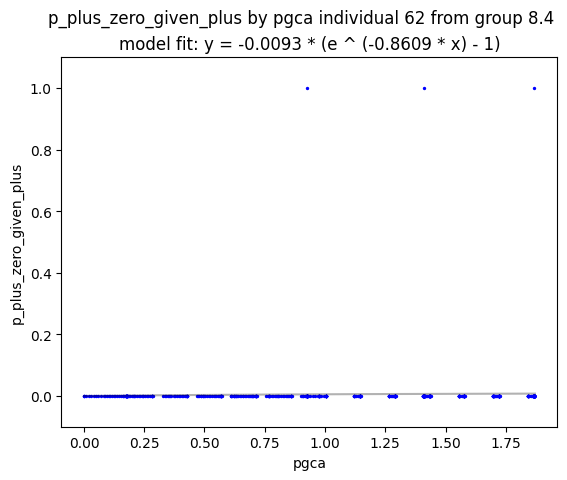 p_plus_zero_given_plus by pgca individual 62 from group 8.4
model fit: y = -0.0093 * (e ^ (-0.8609 * x) - 1)
1.0
0.8
0.6
0.4
0.2
0.0
p_plus_zero_given_plus
0.00 0.25 0.50 0.75 1.00 1.25 1.50 1.75
pgca